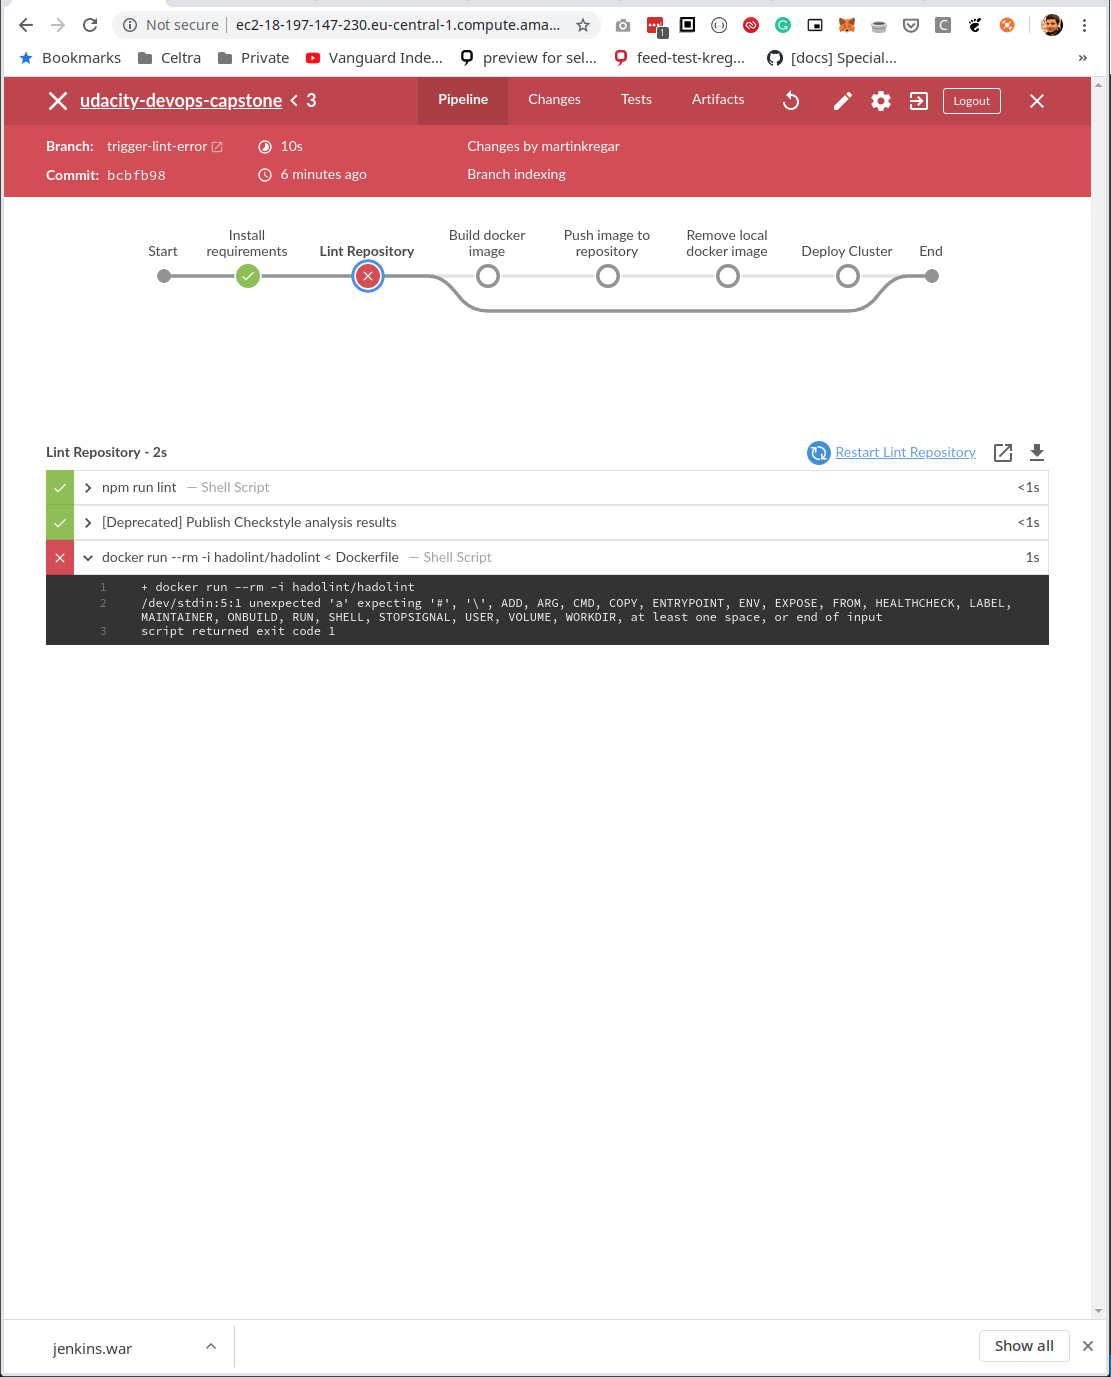 Not secure ec2-18-197-147-230.eu-central-1.compute.ama...
1
Bookmarks Celtra Private Vanguard Inde... preview for sel... feed-test-kreg... [docs] Special... »
udacity-devops-capstone < 3 Pipeline Changes Tests Artifacts Logout
Branch: trigger-lint-error 10s Changes by martinkregar
Commit: bcbfb98 6 minutes ago Branch indexing
Start Install requirements Lint Repository Build docker image Push image to repository Remove local docker image Deploy Cluster End
Lint Repository - 2s Restart Lint Repository
npm run lint — Shell Script <1s
[Deprecated] Publish Checkstyle analysis results <1s
docker run --rm -i hadolint/hadolint < Dockerfile — Shell Script 1s
1 + docker run --rm -i hadolint/hadolint
2 /dev/stdin:5:1 unexpected 'a' expecting '#', '\', ADD, ARG, CMD, COPY, ENTRYPOINT, ENV, EXPOSE, FROM, HEALTHCHECK, LABEL,
MAINTAINER, ONBUILD, RUN, SHELL, STOPSIGNAL, USER, VOLUME, WORKDIR, at least one space, or end of input
3 script returned exit code 1
jenkins.war Show all